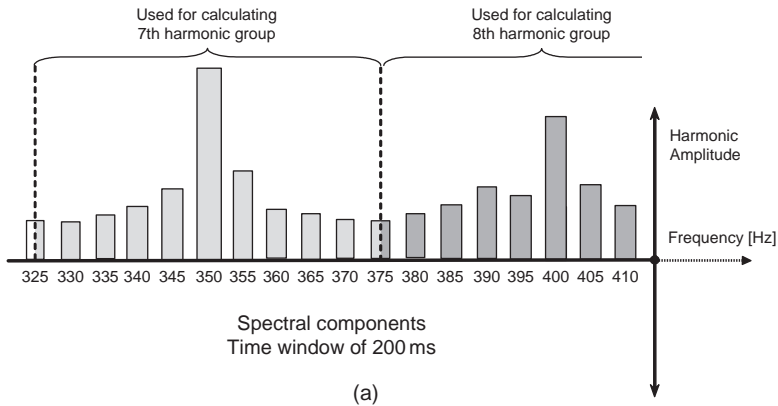 Used for calculating
7th harmonic group
Used for calculating
8th harmonic group
Harmonic
Amplitude
Frequency [Hz]
325 330 335 340 345 350 355 360 365 370 375 380 385 390 395 400 405 410
Spectral components
Time window of 200 ms
(a)